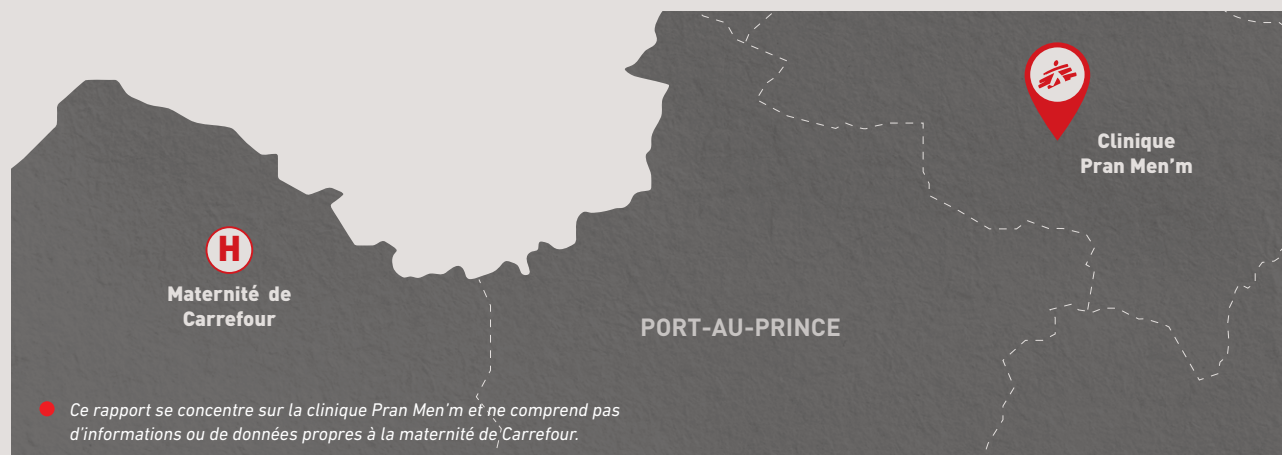 Clinique
Pran Men'm
H
Maternité de
Carrefour
PORT-AU-PRINCE
Ce rapport se concentre sur la clinique Pran Men'm et ne comprend pas
d'informations ou de données propres à la maternité de Carrefour.